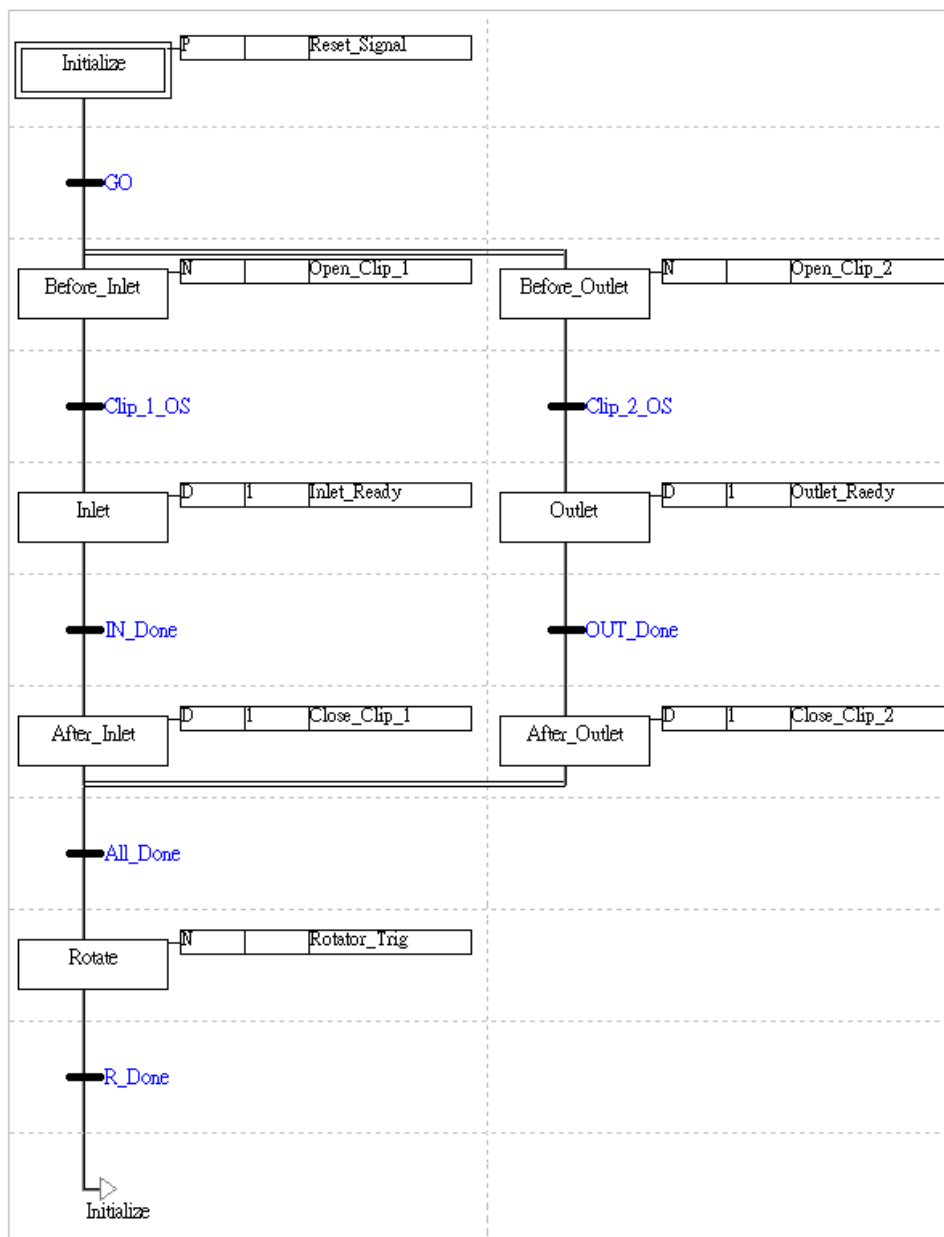 Initialize P Reset_Signal
GO
Before_Inlet N Open_Clip_1 Before_Outlet N Open_Clip_2
Clip_1_OS Clip_2_OS
Inlet D 1 Inlet_Ready Outlet D 1 Outlet_Raedy
IN_Done OUT_Done
After_Inlet D 1 Close_Clip_1 After_Outlet D 1 Close_Clip_2
All_Done
Rotate N Rotator_Trig
R_Done
Initialize